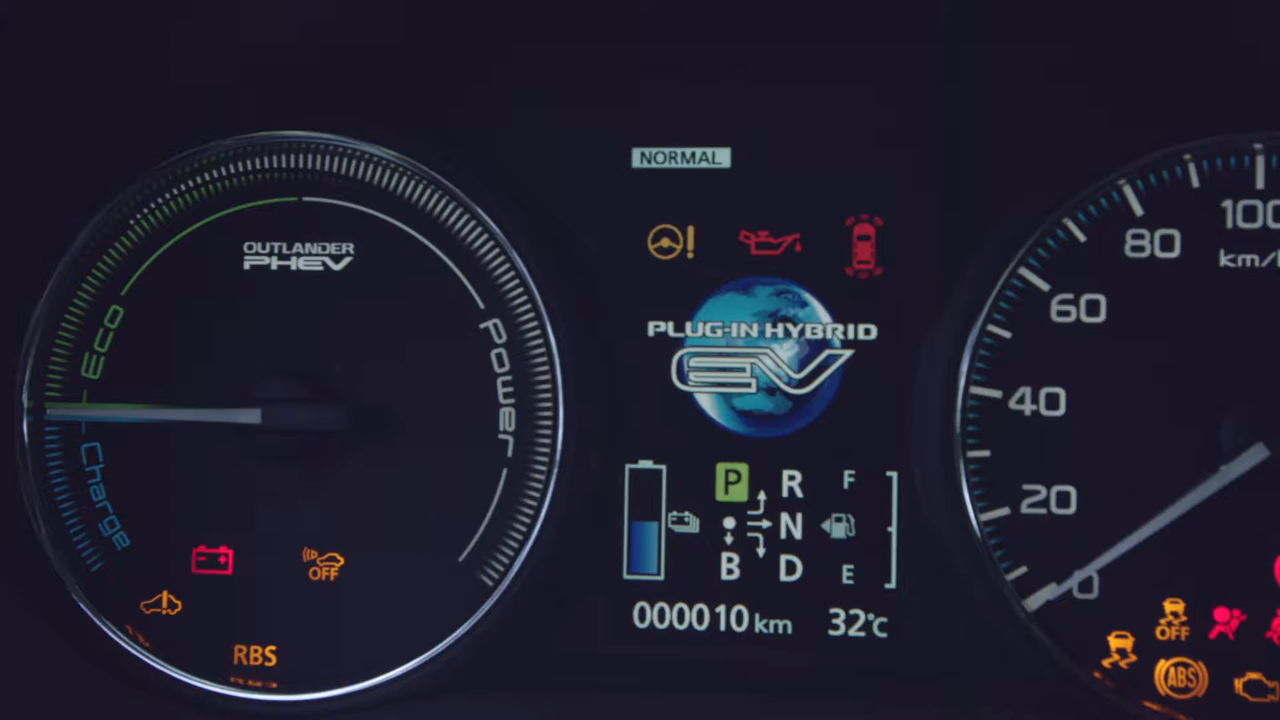 NORMAL
OUTLANDER
PHEV
Eco
Power
Charge
OFF
RBS
PLUG-IN HYBRID
EV
P R F
N
B D E
000010 km 32℃
100
80
km/
60
40
20
0
OFF
ABS